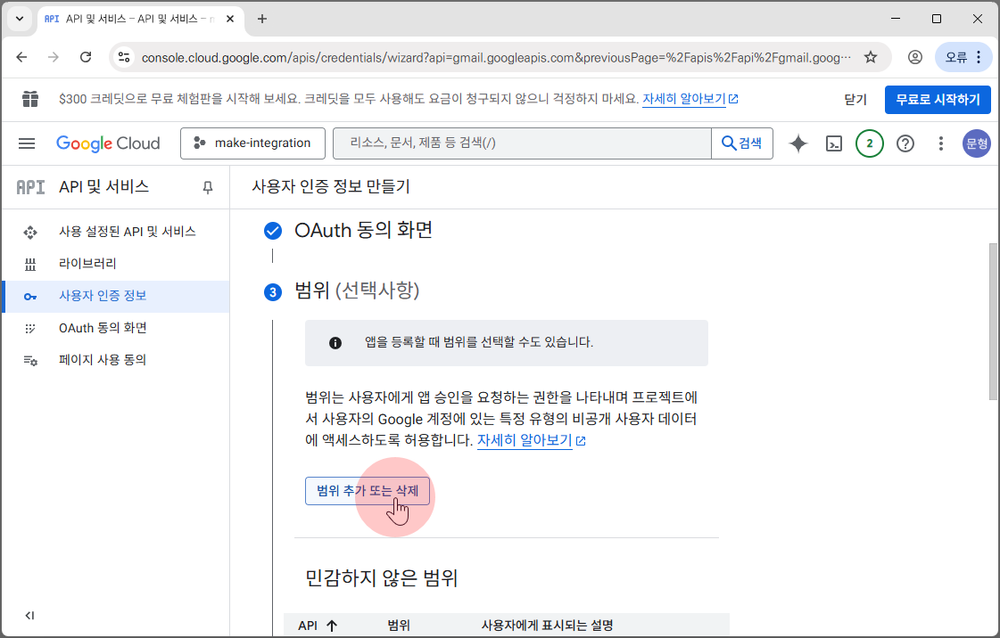 API API 및 서비스 – API 및 서비스 –
console.cloud.google.com/apis/credentials/wizard?api=gmail.googleapis.com&previousPage=%2Fapis%2Fapi%2Fgmail.goog…
오류
$300 크레딧으로 무료 체험판을 시작해 보세요. 크레딧을 모두 사용해도 요금이 청구되지 않으니 걱정하지 마세요. 자세히 알아보기
닫기
무료로 시작하기
Google Cloud
make-integration
리소스, 문서, 제품 등 검색(/)
검색
2
문형
API API 및 서비스
사용 설정된 API 및 서비스
라이브러리
사용자 인증 정보
OAuth 동의 화면
페이지 사용 동의
사용자 인증 정보 만들기
OAuth 동의 화면
3 범위 (선택사항)
앱을 등록할 때 범위를 선택할 수도 있습니다.
범위는 사용자에게 앱 승인을 요청하는 권한을 나타내며 프로젝트에
서 사용자의 Google 계정에 있는 특정 유형의 비공개 사용자 데이터
에 액세스하도록 허용합니다. 자세히 알아보기
범위 추가 또는 삭제
민감하지 않은 범위
API 범위 사용자에게 표시되는 설명